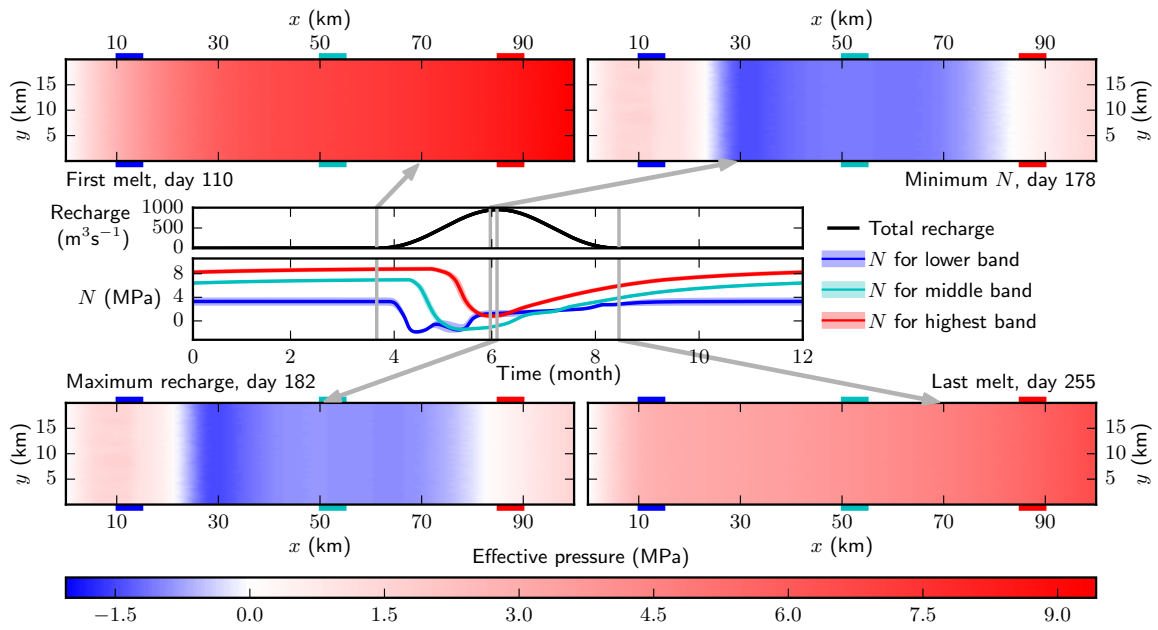 x (km)
x (km)
10 30 50 70 90
10 30 50 70 90
y (km)
15
10
5
15
10
5
y (km)
First melt, day 110
Minimum N, day 178
Recharge
(m³s⁻¹)
1000
500
0
N (MPa)
8
4
0
0 2 4 6 8 10 12
Time (month)
Total recharge
N for lower band
N for middle band
N for highest band
Maximum recharge, day 182
Last melt, day 255
y (km)
15
10
5
15
10
5
y (km)
10 30 50 70 90
10 30 50 70 90
x (km)
x (km)
Effective pressure (MPa)
−1.5 0.0 1.5 3.0 4.5 6.0 7.5 9.0